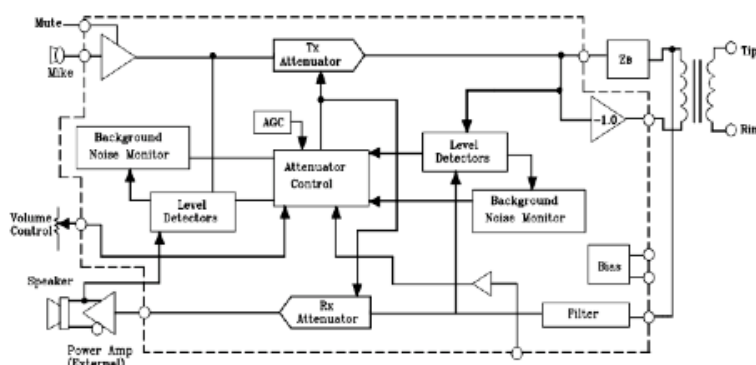 Mute
Mike
Tx
Attenuator
ZB
Tip
Rin
-1.0
AGC
Background
Noise Monitor
Attenuator
Control
Level
Detectors
Level
Detectors
Background
Noise Monitor
Volume
Control
Bias
Speaker
Rx
Attenuator
Filter
Power Amp
(External)